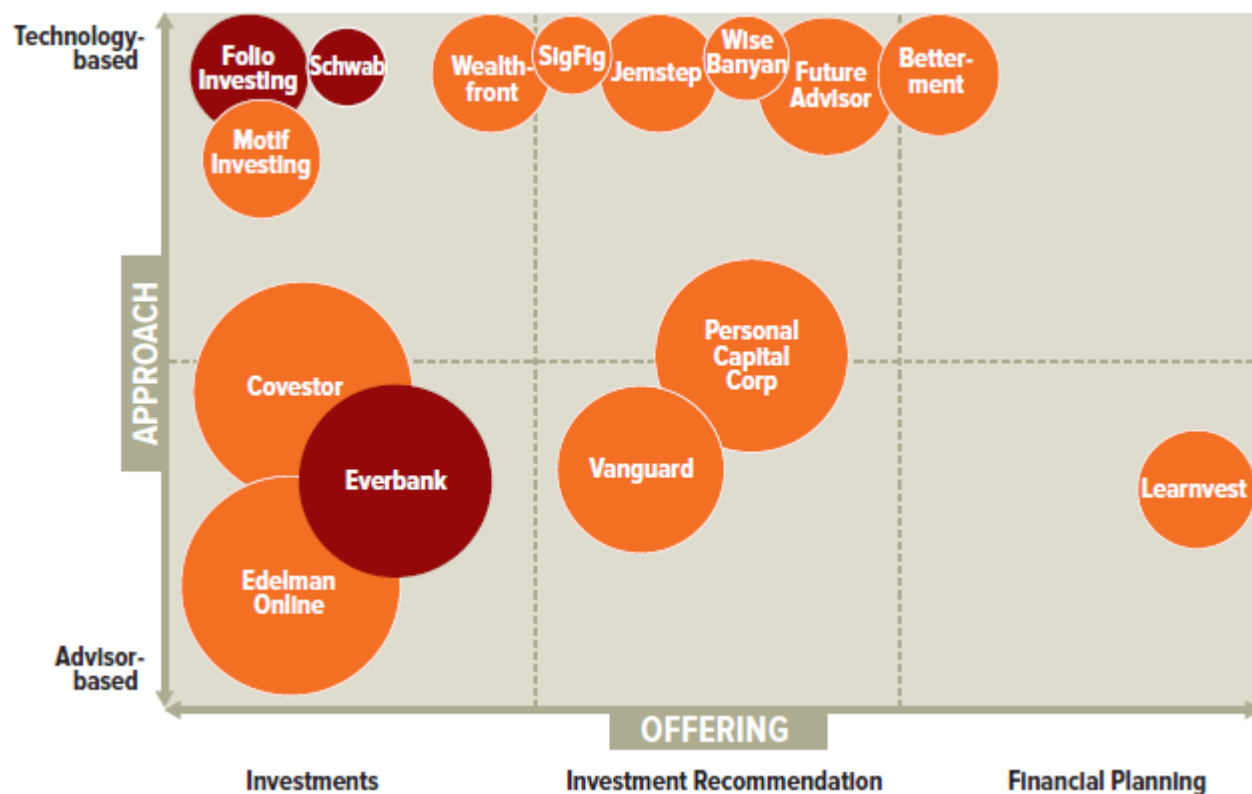 Technology-
based
Folio
Investing
Schwab
Wealth-
front
SigFig
Jemstep
Wise
Banyan
Future
Advisor
Better-
ment
Motif
Investing
APPROACH
Personal
Capital
Corp
Covestor
Everbank
Vanguard
Learnvest
Edelman
Online
Advisor-
based
OFFERING
Investments
Investment Recommendation
Financial Planning